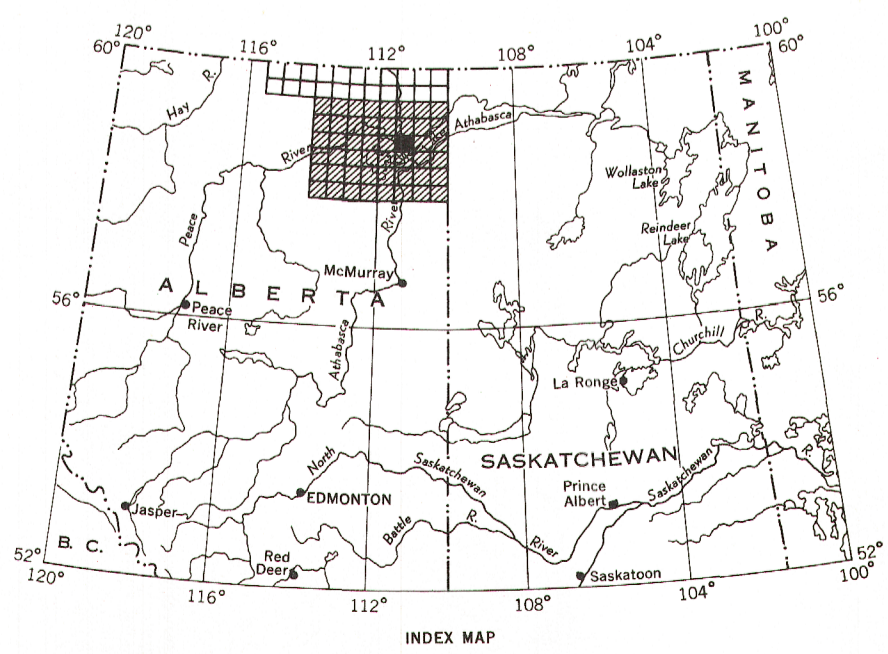 120°
116°
112°
108°
104°
100°
60°
60°
Hay
R.
River
Athabasca
Wollaston
Lake
Reindeer
Lake
MANITOBA
Peace
River
McMurray
ALBERTA
56°
56°
Peace
River
Athabasca
Churchill
R.
La Ronge
North
Saskatchewan
SASKATCHEWAN
Saskatchewan
R.
Prince
Albert
EDMONTON
Jasper
Battle
R.
River
B. C.
Red
Deer
Saskatoon
52°
52°
120°
116°
112°
108°
104°
100°
INDEX MAP